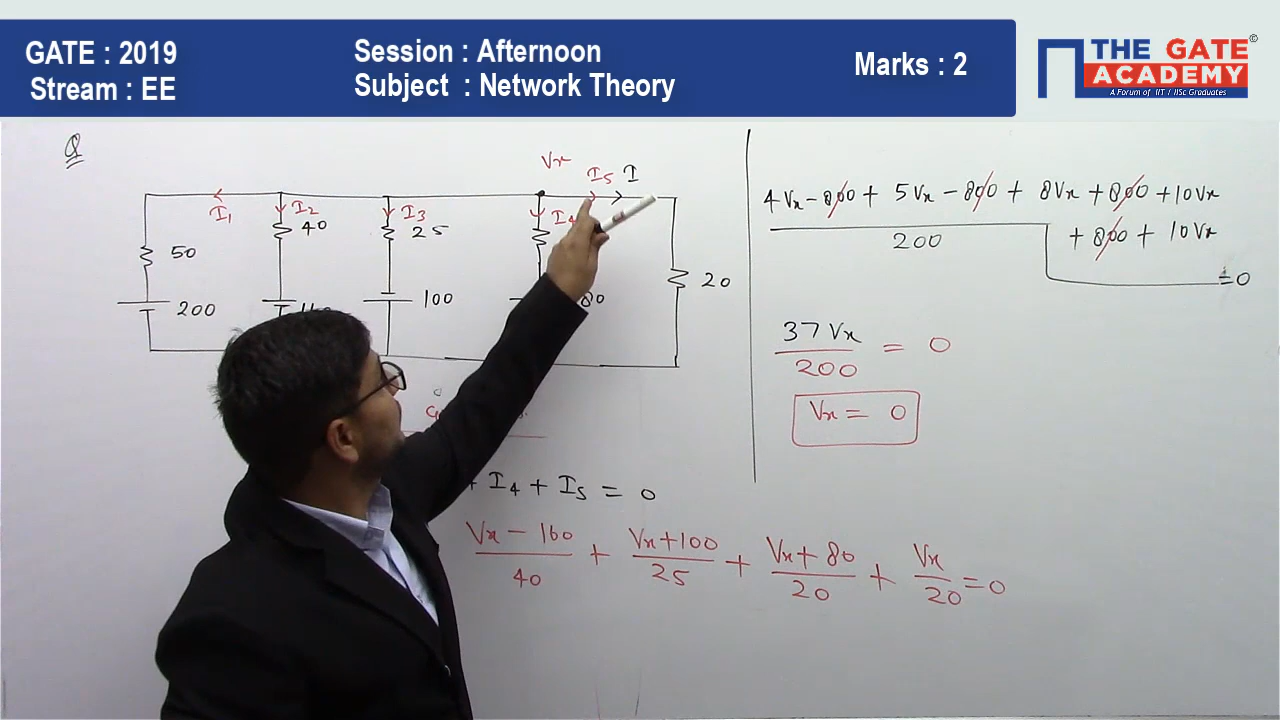 GATE : 2019
Stream : EE
Session : Afternoon
Subject : Network Theory
Marks : 2
THE GATE ACADEMY ©
A Forum of IIT / IISc Graduates
Q
Vx
I5 I
I1 I2 I3 I4
40 25
50
20
200 100 80
4Vx - 800 + 5Vx - 800 + 8Vx + 800 + 10Vx
+ 800 + 10Vx
200
= 0
37Vx / 200 = 0
Vx = 0
+ I4 + I5 = 0
Vx - 160 / 40 + Vx + 100 / 25 + Vx + 80 / 20 + Vx / 20 = 0